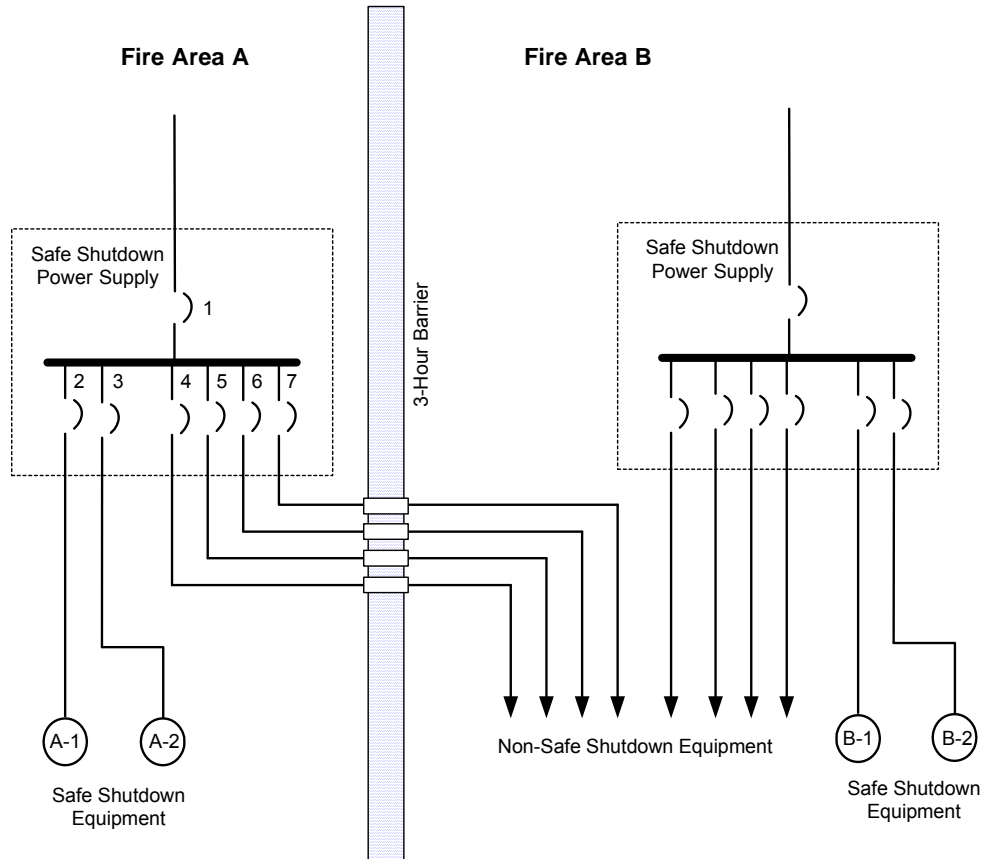 Fire Area A
Fire Area B
Safe Shutdown
Power Supply
1
2
3
4
5
6
7
3-Hour Barrier
Safe Shutdown
Power Supply
A-1
A-2
Safe Shutdown
Equipment
Non-Safe Shutdown Equipment
B-1
B-2
Safe Shutdown
Equipment